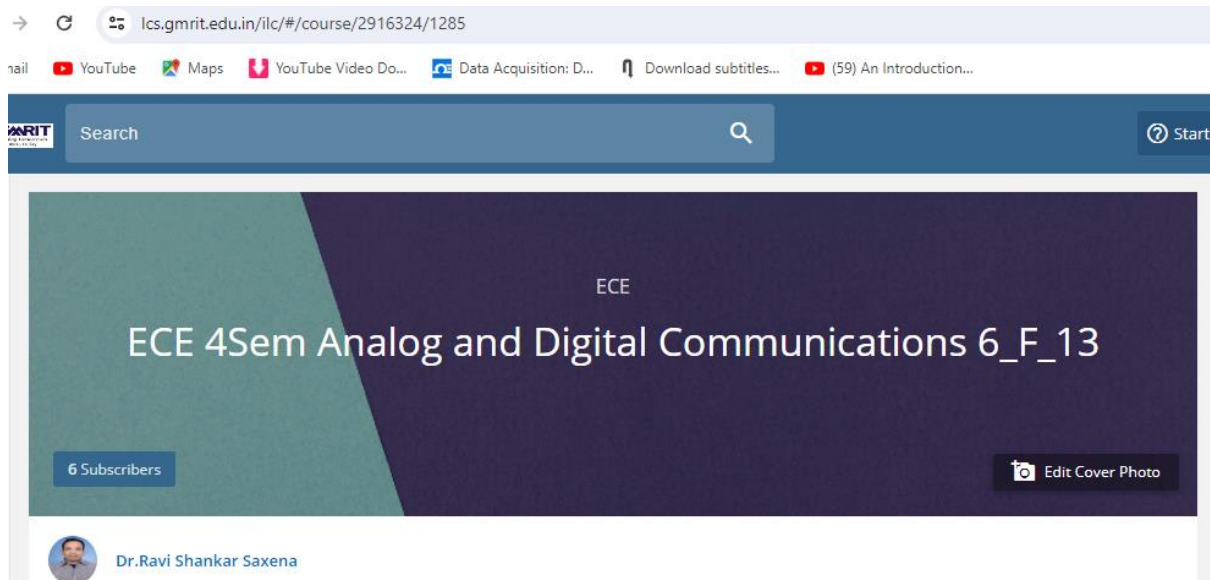 lcs.gmrit.edu.in/ilc/#/course/2916324/1285
nail YouTube Maps YouTube Video Do... Data Acquisition: D... Download subtitles... (59) An Introduction...
Search Start
ECE
ECE 4Sem Analog and Digital Communications 6_F_13
6 Subscribers Edit Cover Photo
Dr.Ravi Shankar Saxena